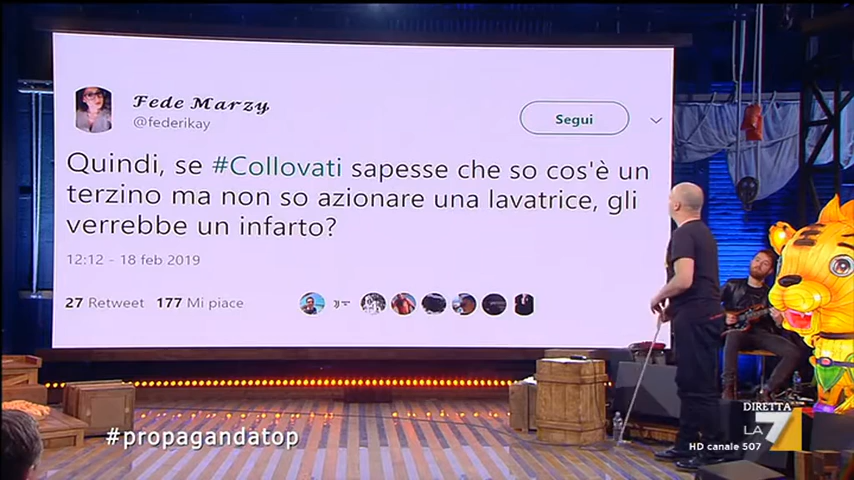 Fede Marzy
@federikay
Segui
Quindi, se #Collovati sapesse che so cos'è un
terzino ma non so azionare una lavatrice, gli
verrebbe un infarto?
12:12 - 18 feb 2019
27 Retweet 177 Mi piace
#propagandatop
DIRETTA
LA 7
HD canale 507